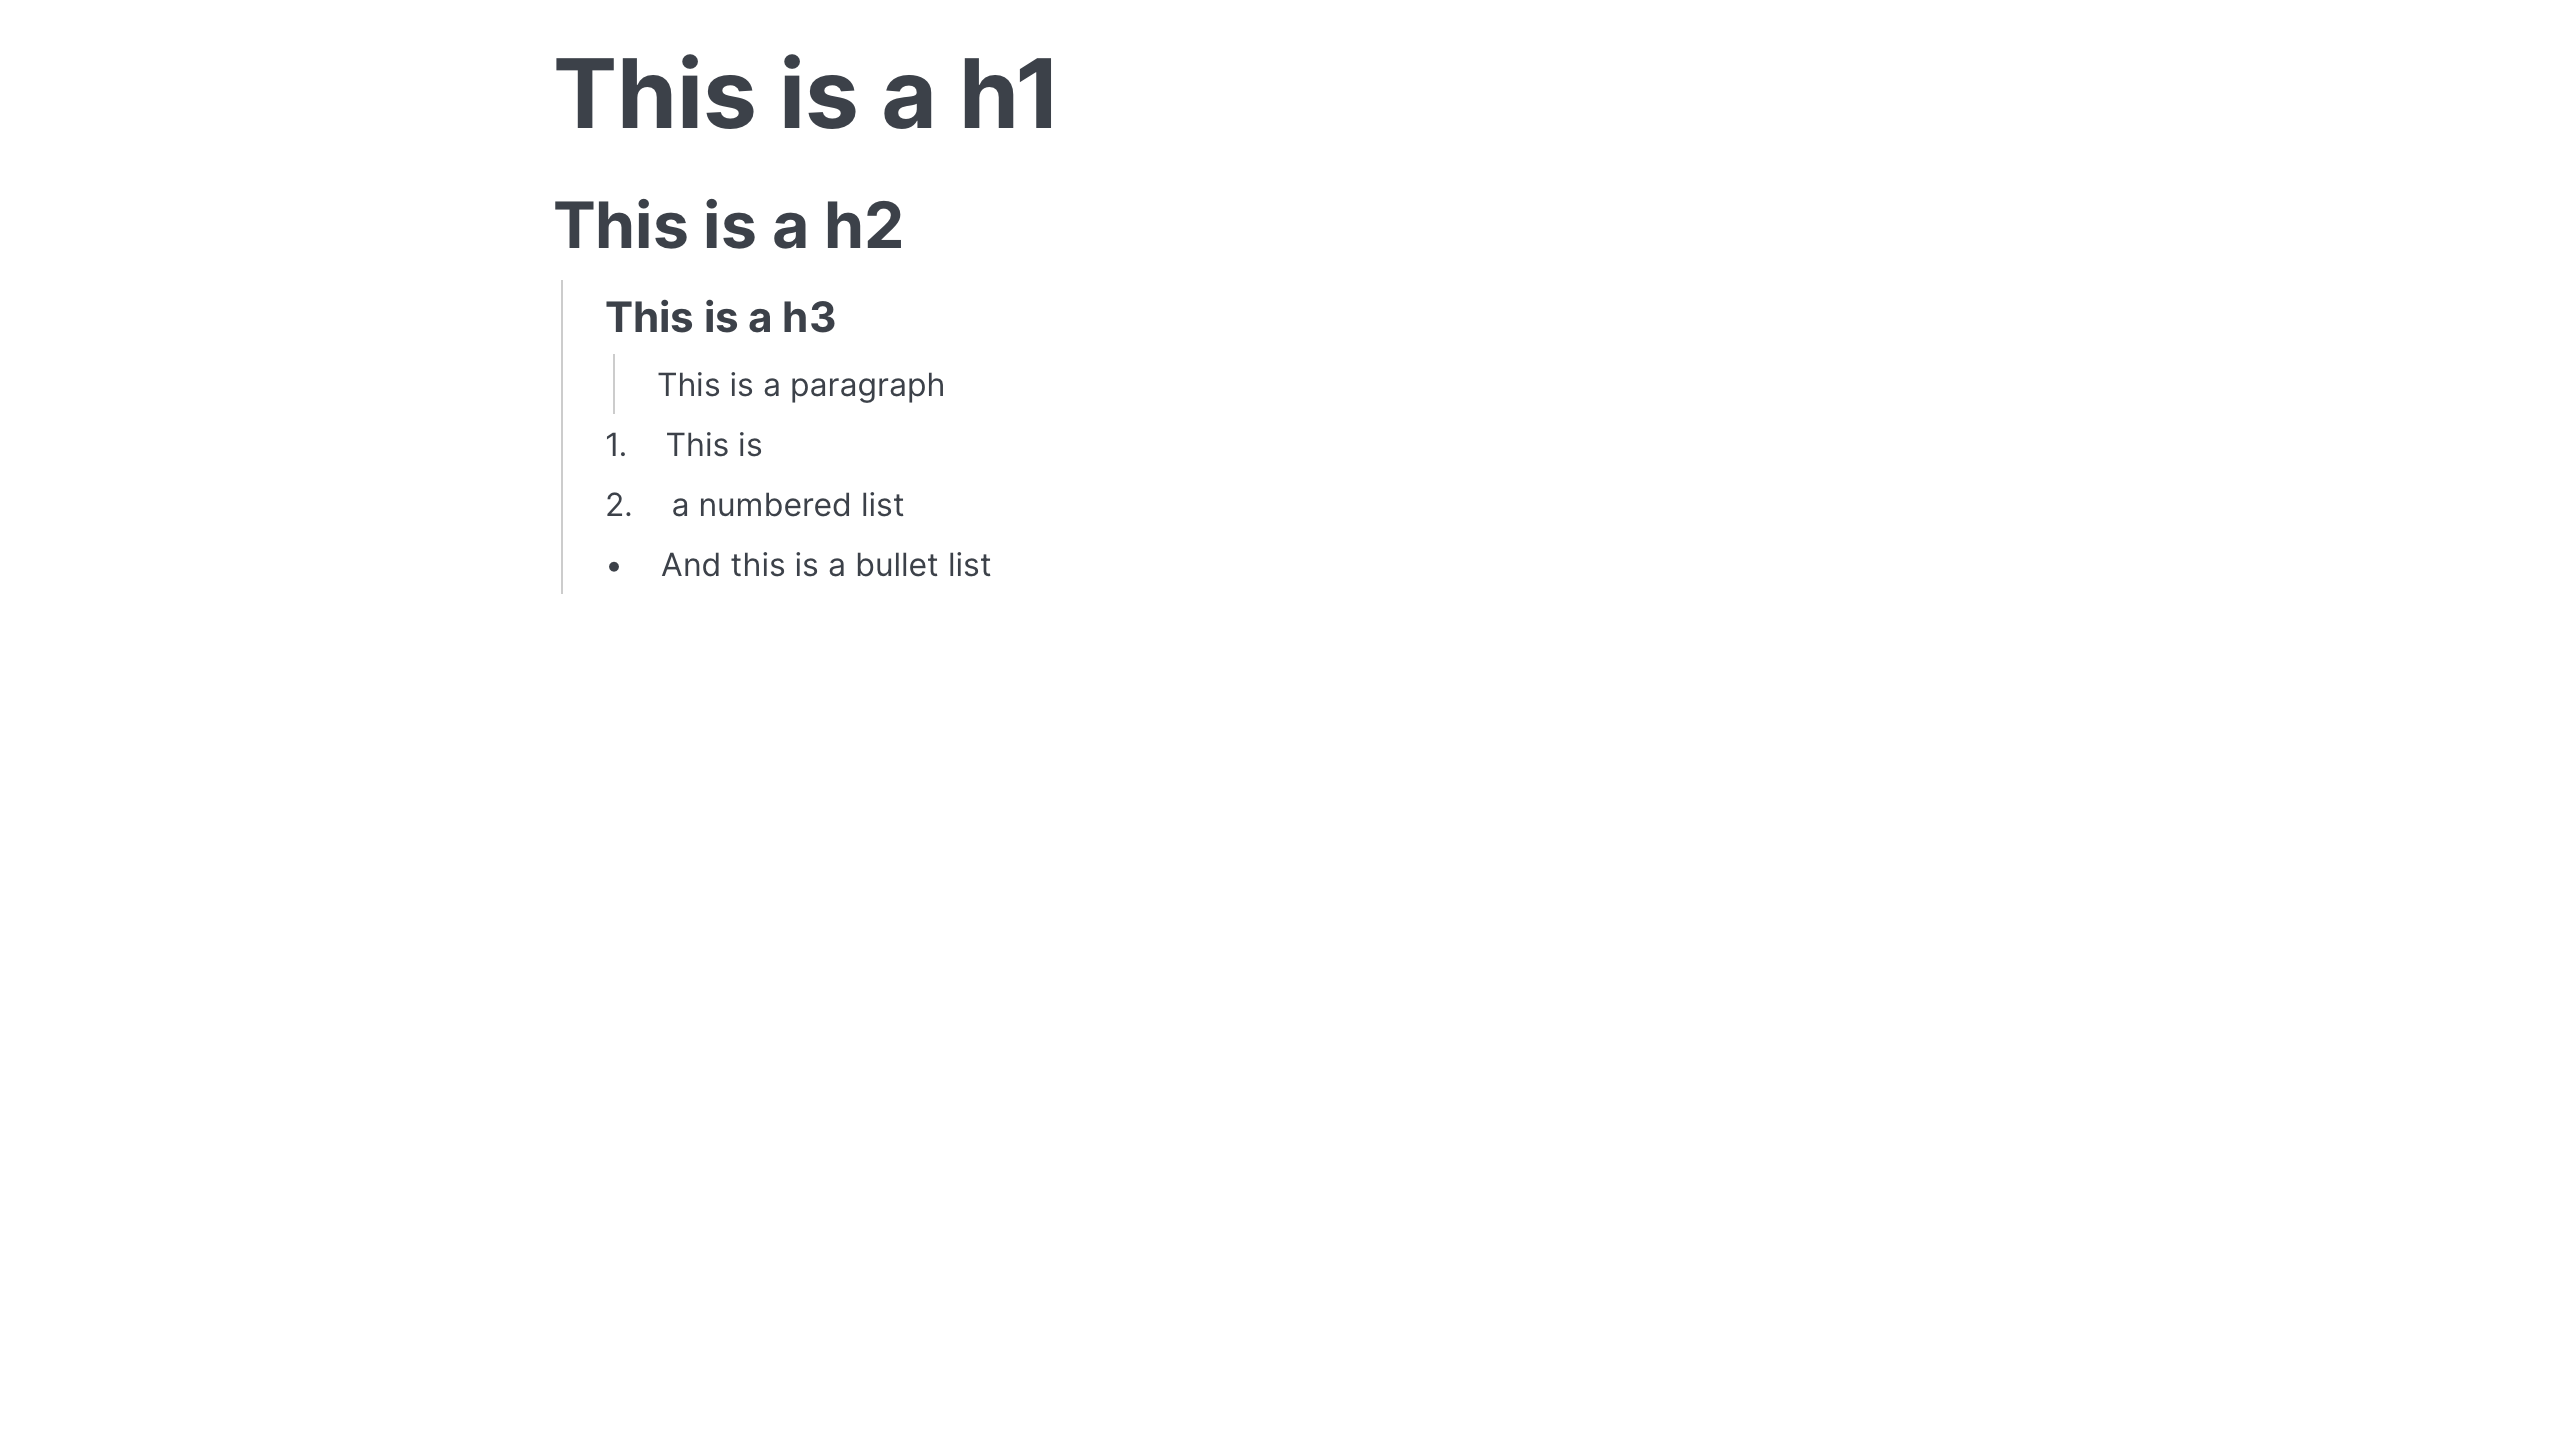 This is a h1
This is a h2
This is a h3
This is a paragraph
1. This is
2. a numbered list
• And this is a bullet list